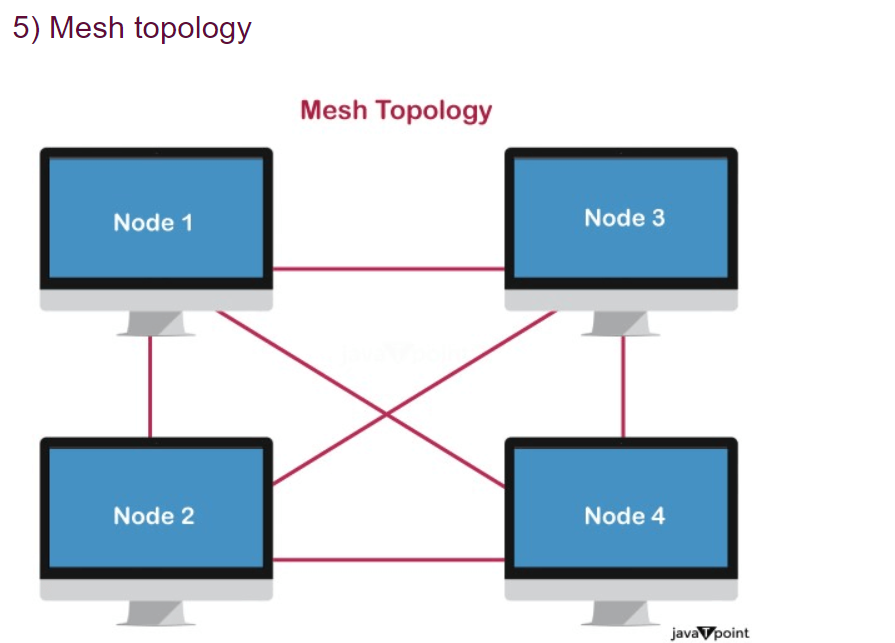 5) Mesh topology
Mesh Topology
Node 1
Node 3
Node 2
Node 4
javaTpoint